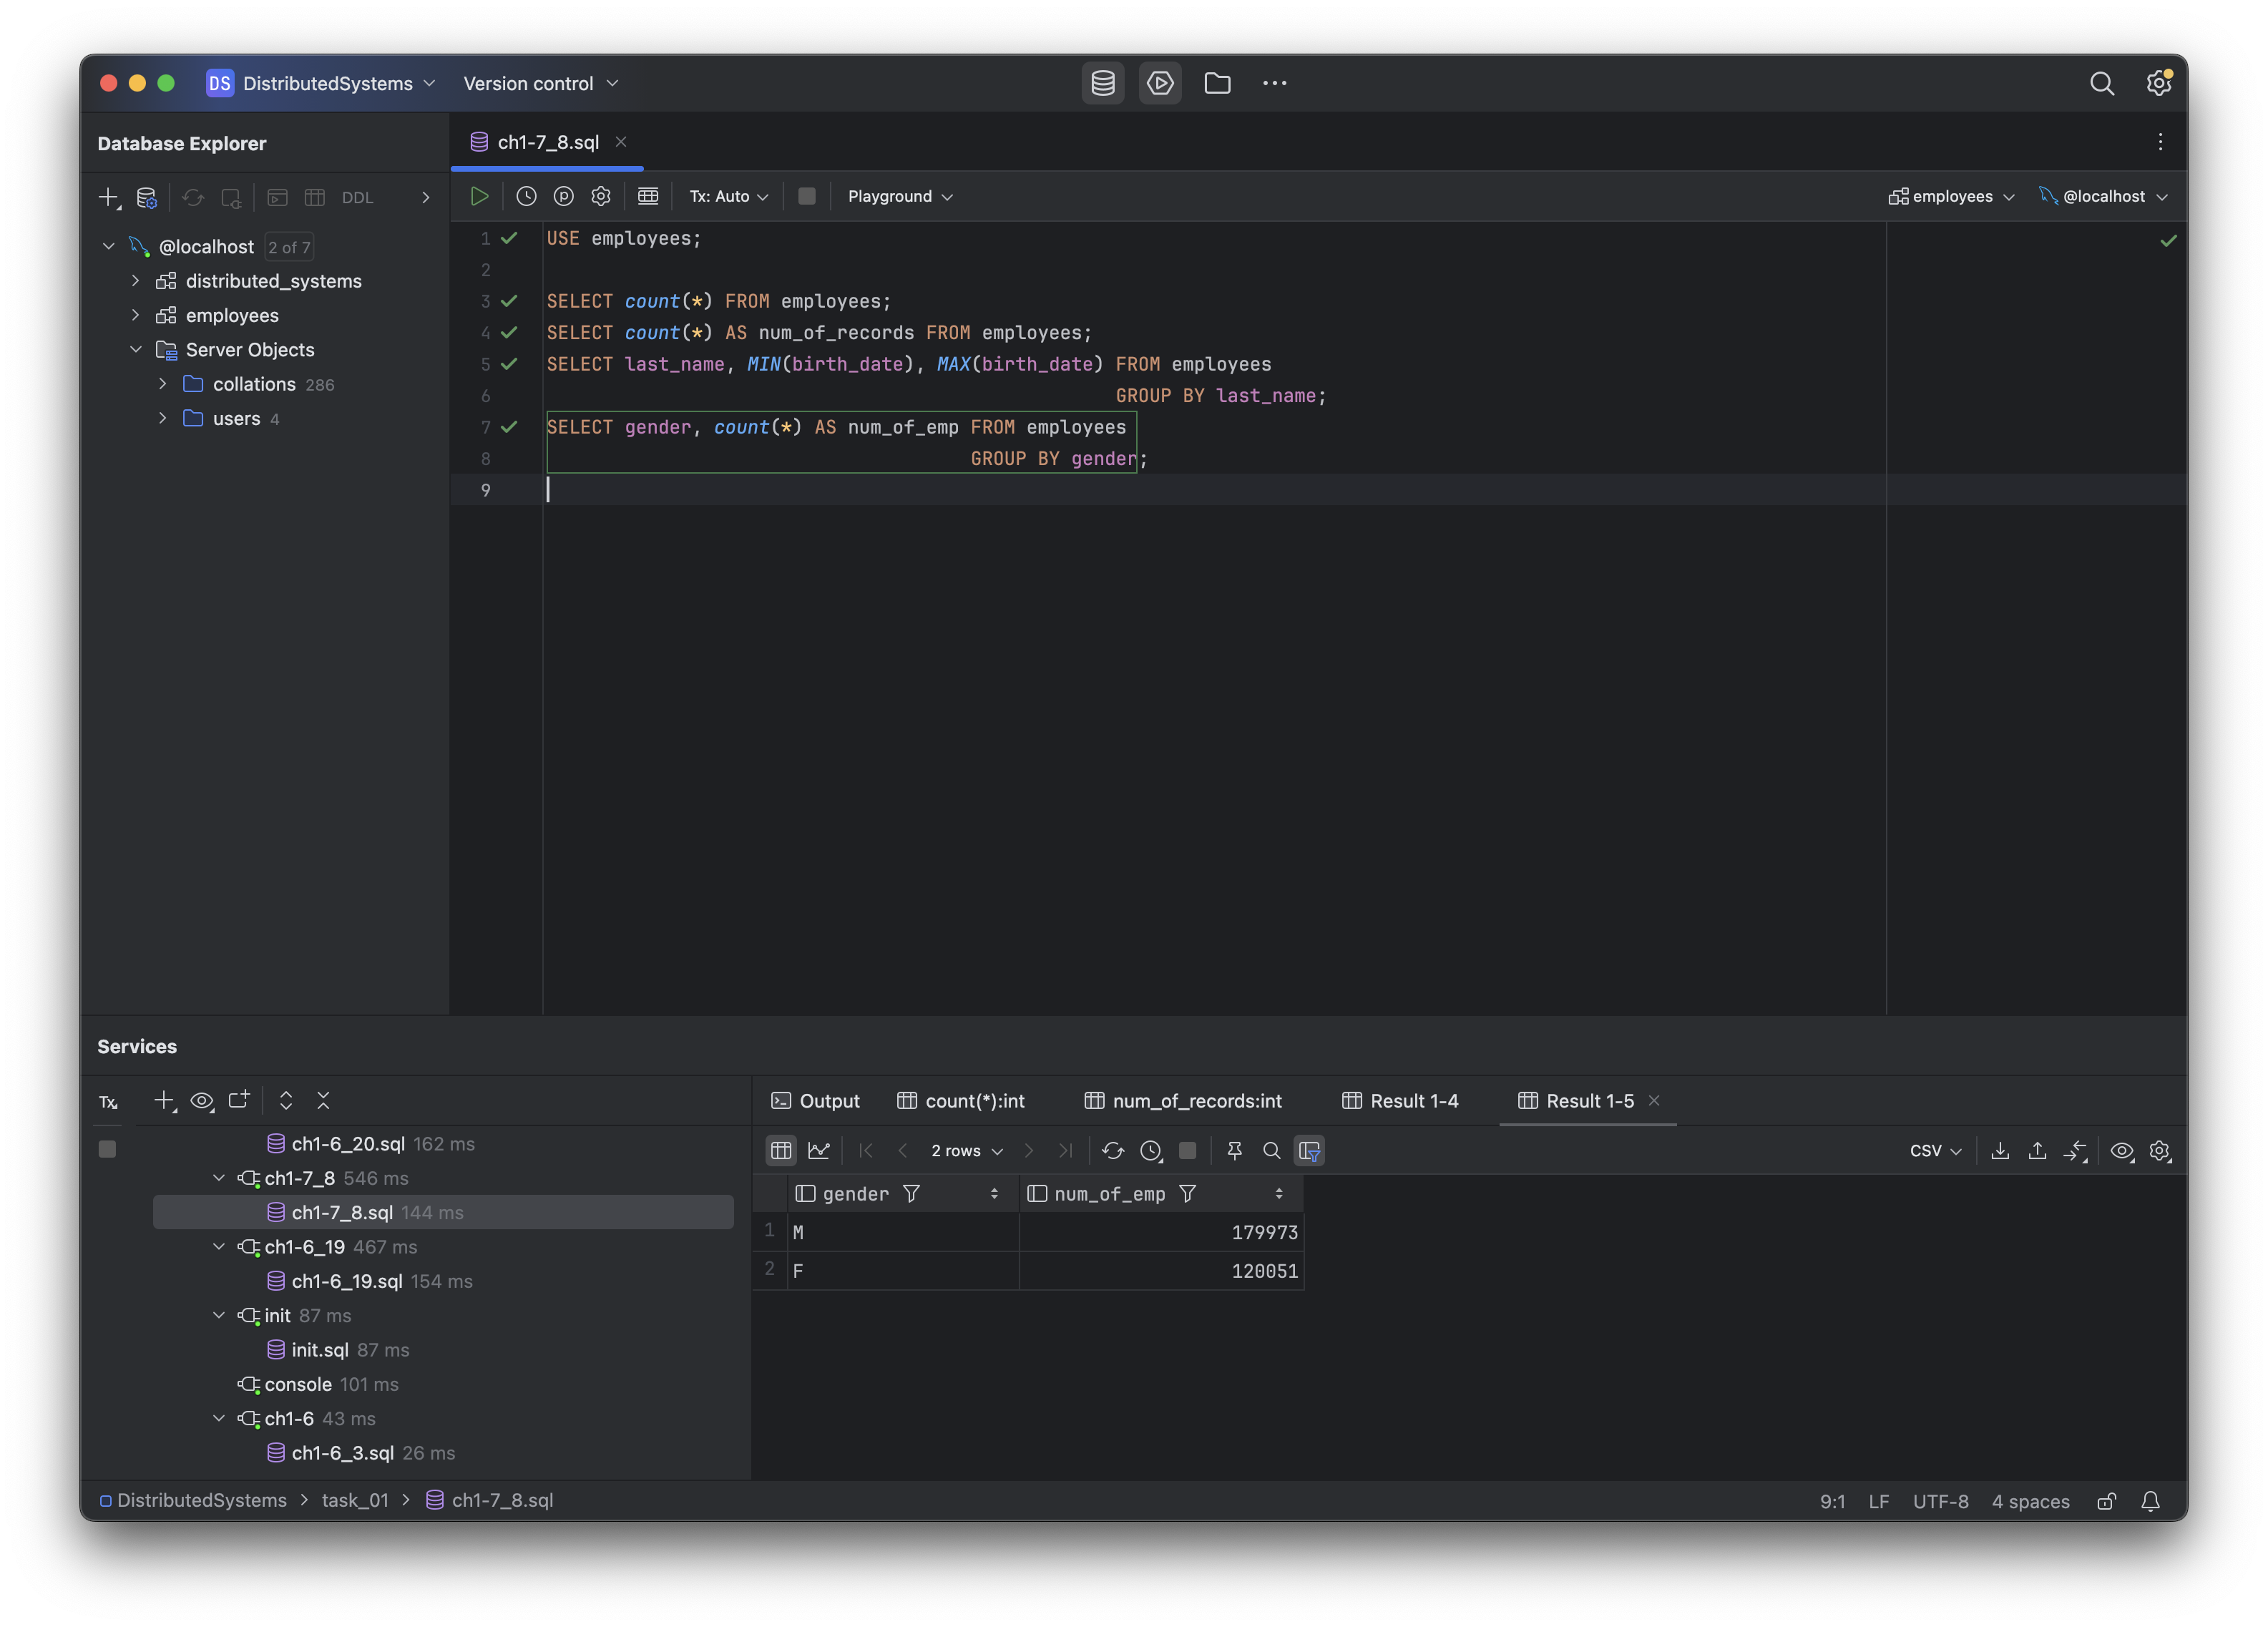 DS DistributedSystems Version control
Database Explorer
ch1-7_8.sql
DDL
Tx: Auto Playground employees @localhost
@localhost 2 of 7
distributed_systems
employees
Server Objects
collations 286
users 4
1 USE employees;
2
3 SELECT count(*) FROM employees;
4 SELECT count(*) AS num_of_records FROM employees;
5 SELECT last_name, MIN(birth_date), MAX(birth_date) FROM employees
6 GROUP BY last_name;
7 SELECT gender, count(*) AS num_of_emp FROM employees
8 GROUP BY gender;
9
Services
Tx
ch1-6_20.sql 162 ms
ch1-7_8 546 ms
ch1-7_8.sql 144 ms
ch1-6_19 467 ms
ch1-6_19.sql 154 ms
init 87 ms
init.sql 87 ms
console 101 ms
ch1-6 43 ms
ch1-6_3.sql 26 ms
Output count(*):int num_of_records:int Result 1-4 Result 1-5
2 rows CSV
gender num_of_emp
1 M 179973
2 F 120051
DistributedSystems > task_01 > ch1-7_8.sql
9:1 LF UTF-8 4 spaces